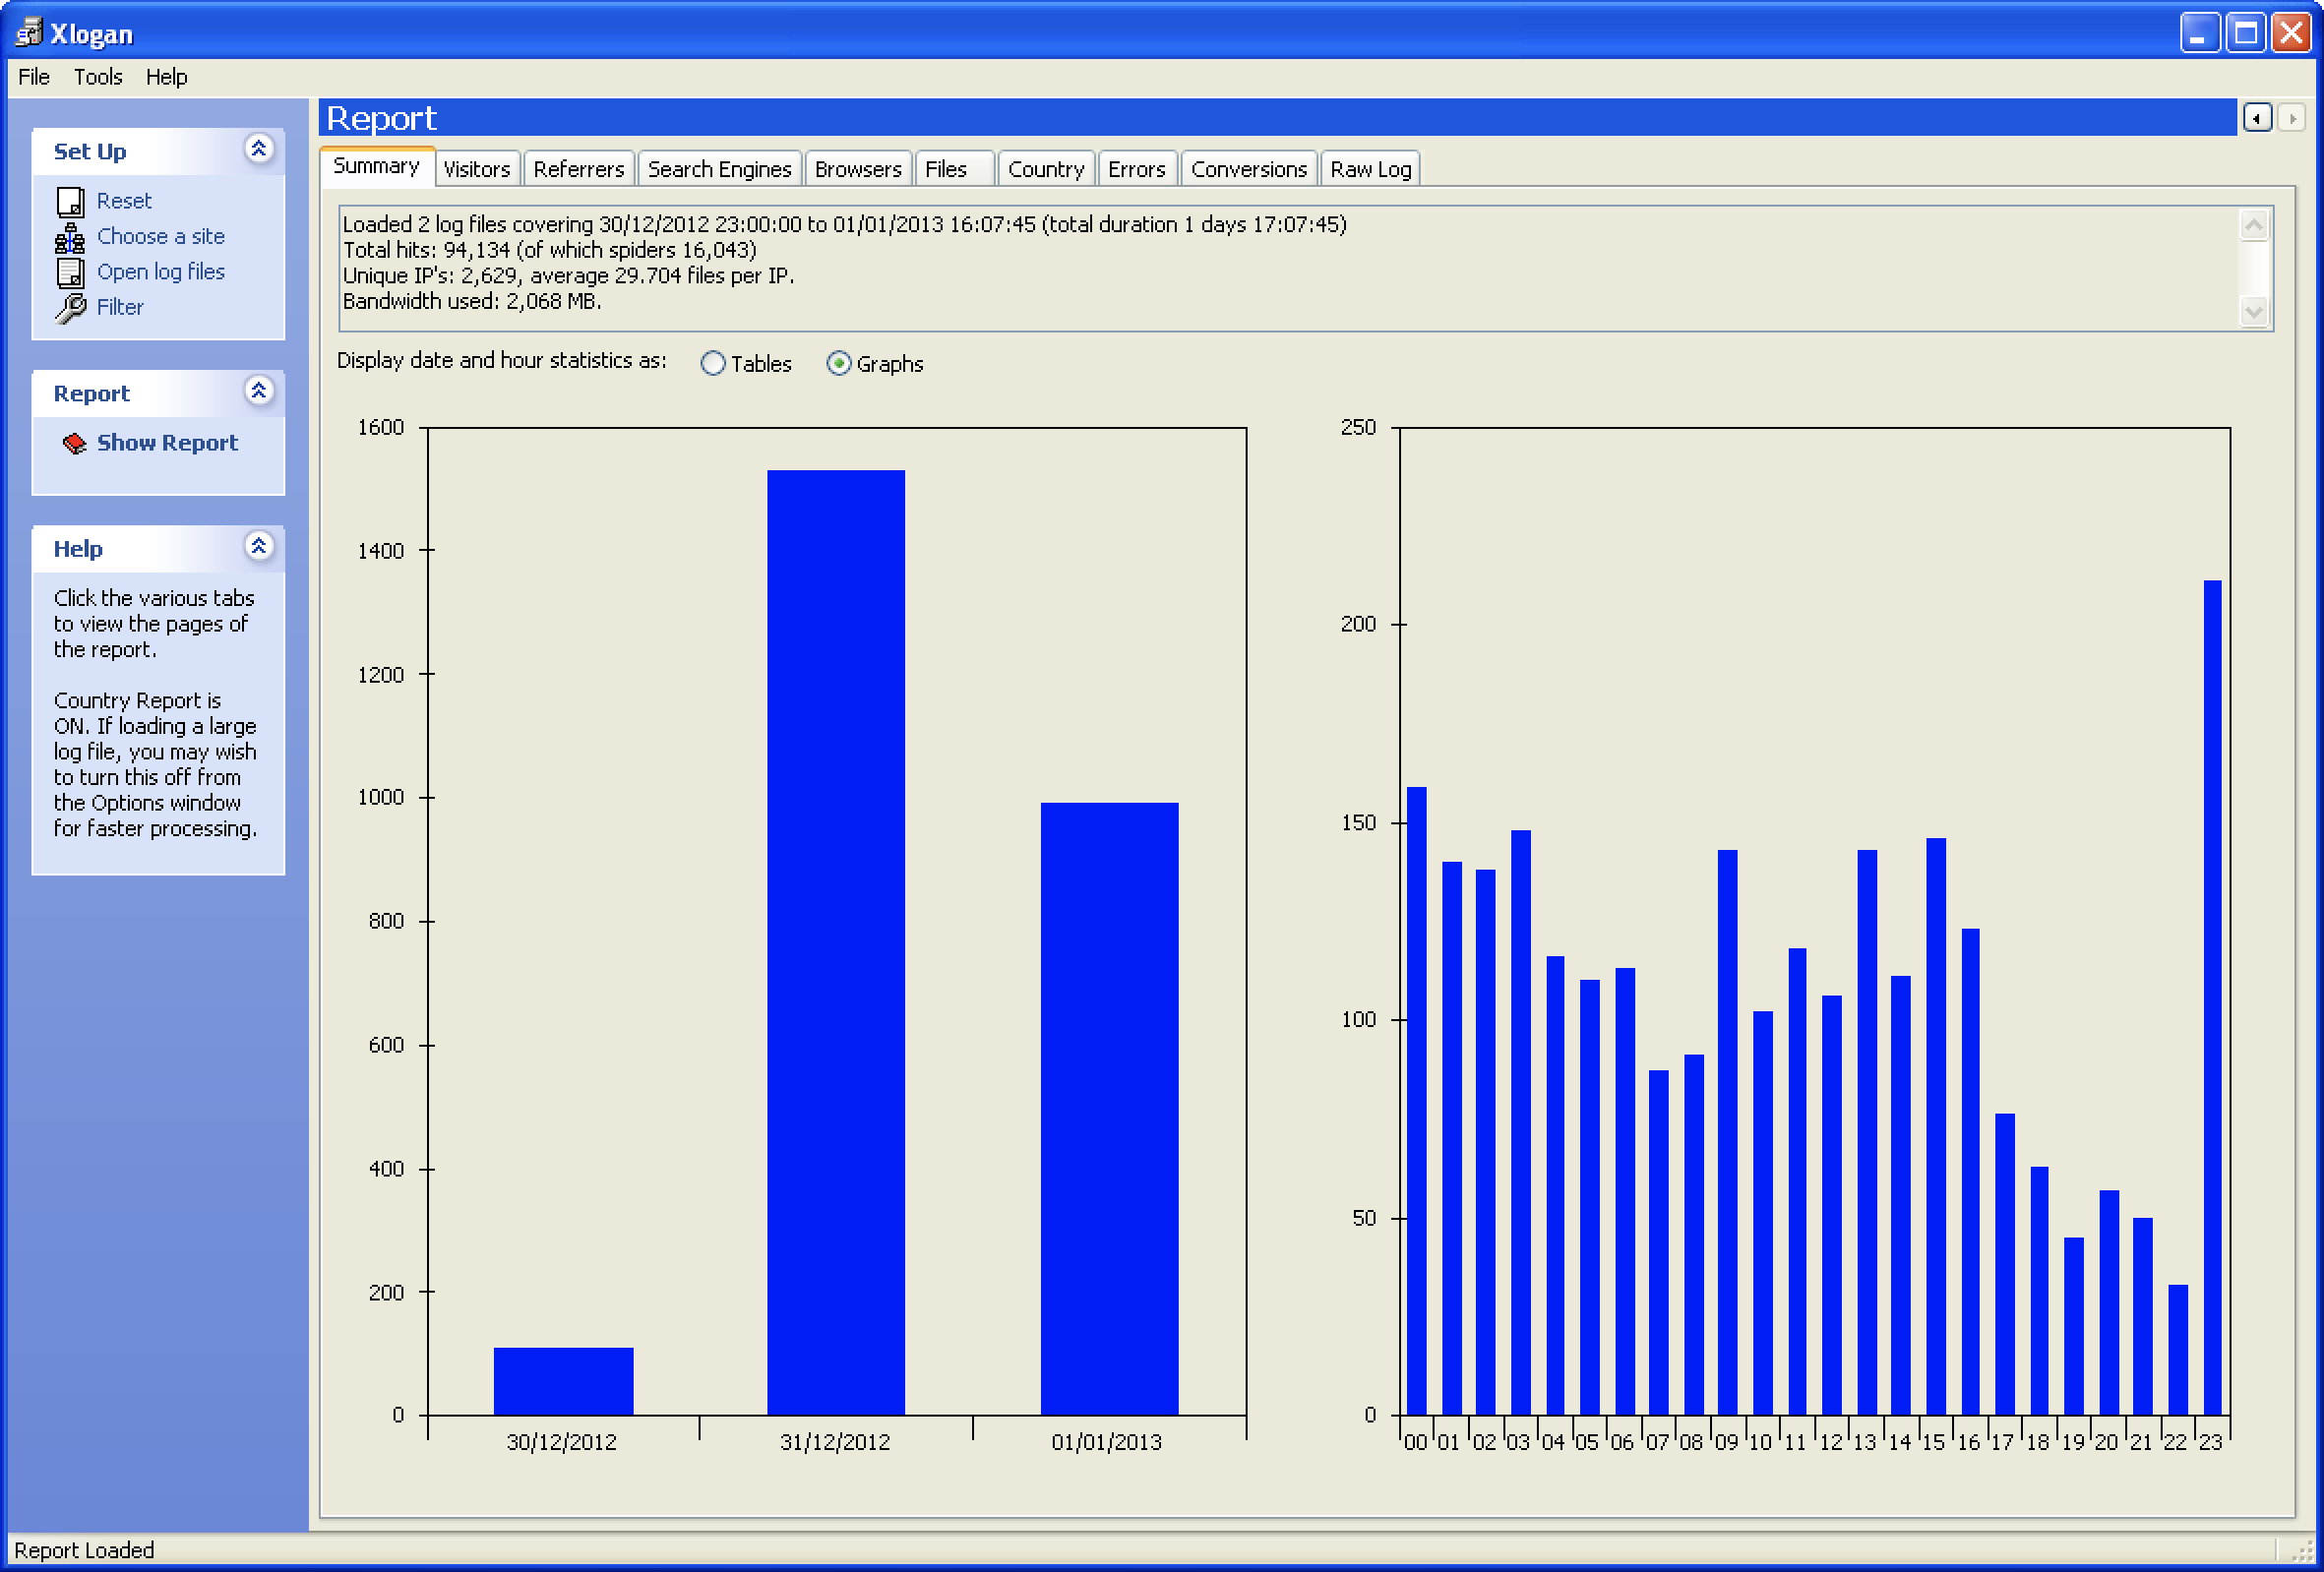 Xlogan
File Tools Help
Set Up
Reset
Choose a site
Open log files
Filter
Report
Show Report
Help
Click the various tabs
to view the pages of
the report.
Country Report is
ON. If loading a large
log file, you may wish
to turn this off from
the Options window
for faster processing.
Report
Summary Visitors Referrers Search Engines Browsers Files Country Errors Conversions Raw Log
Loaded 2 log files covering 30/12/2012 23:00:00 to 01/01/2013 16:07:45 (total duration 1 days 17:07:45)
Total hits: 94,134 (of which spiders 16,043)
Unique IP's: 2,629, average 29.704 files per IP.
Bandwidth used: 2,068 MB.
Display date and hour statistics as: Tables Graphs
1600
1400
1200
1000
800
600
400
200
0
30/12/2012 31/12/2012 01/01/2013
250
200
150
100
50
0
00 01 02 03 04 05 06 07 08 09 10 11 12 13 14 15 16 17 18 19 20 21 22 23
Report Loaded